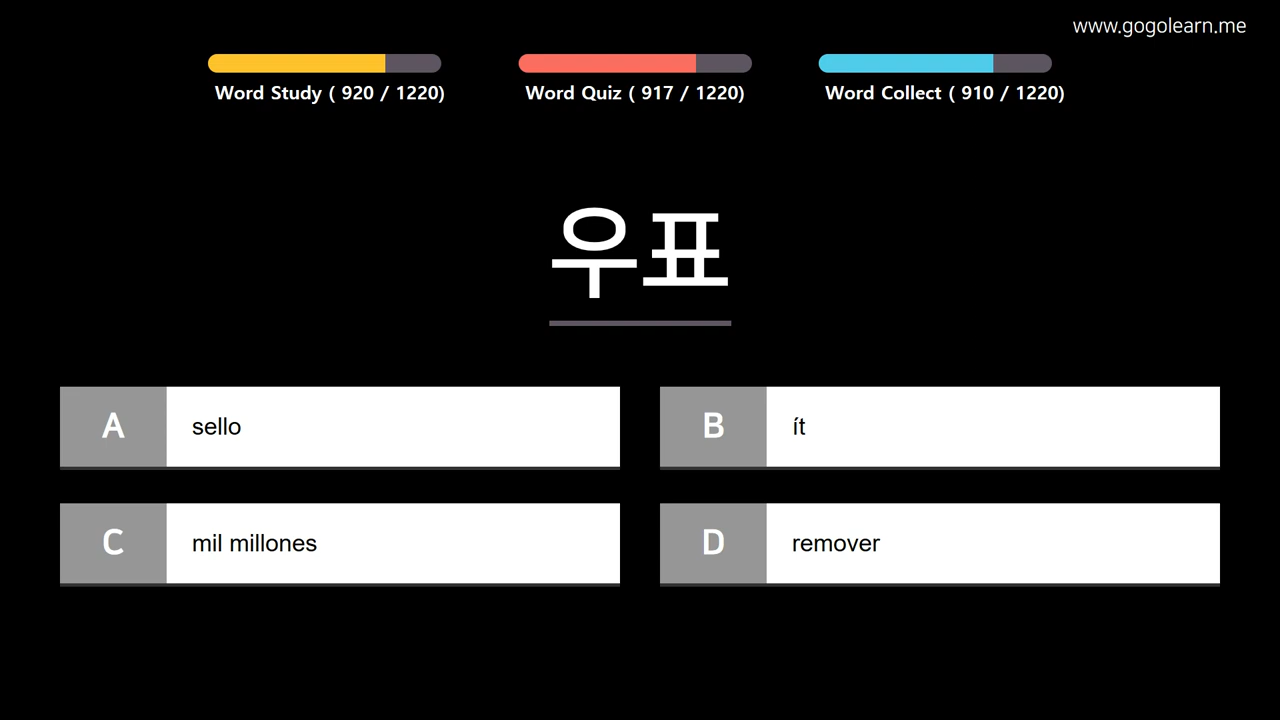 www.gogolearn.me
Word Study ( 920 / 1220)
Word Quiz ( 917 / 1220)
Word Collect ( 910 / 1220)
우표
A
sello
B
ít
C
mil millones
D
remover